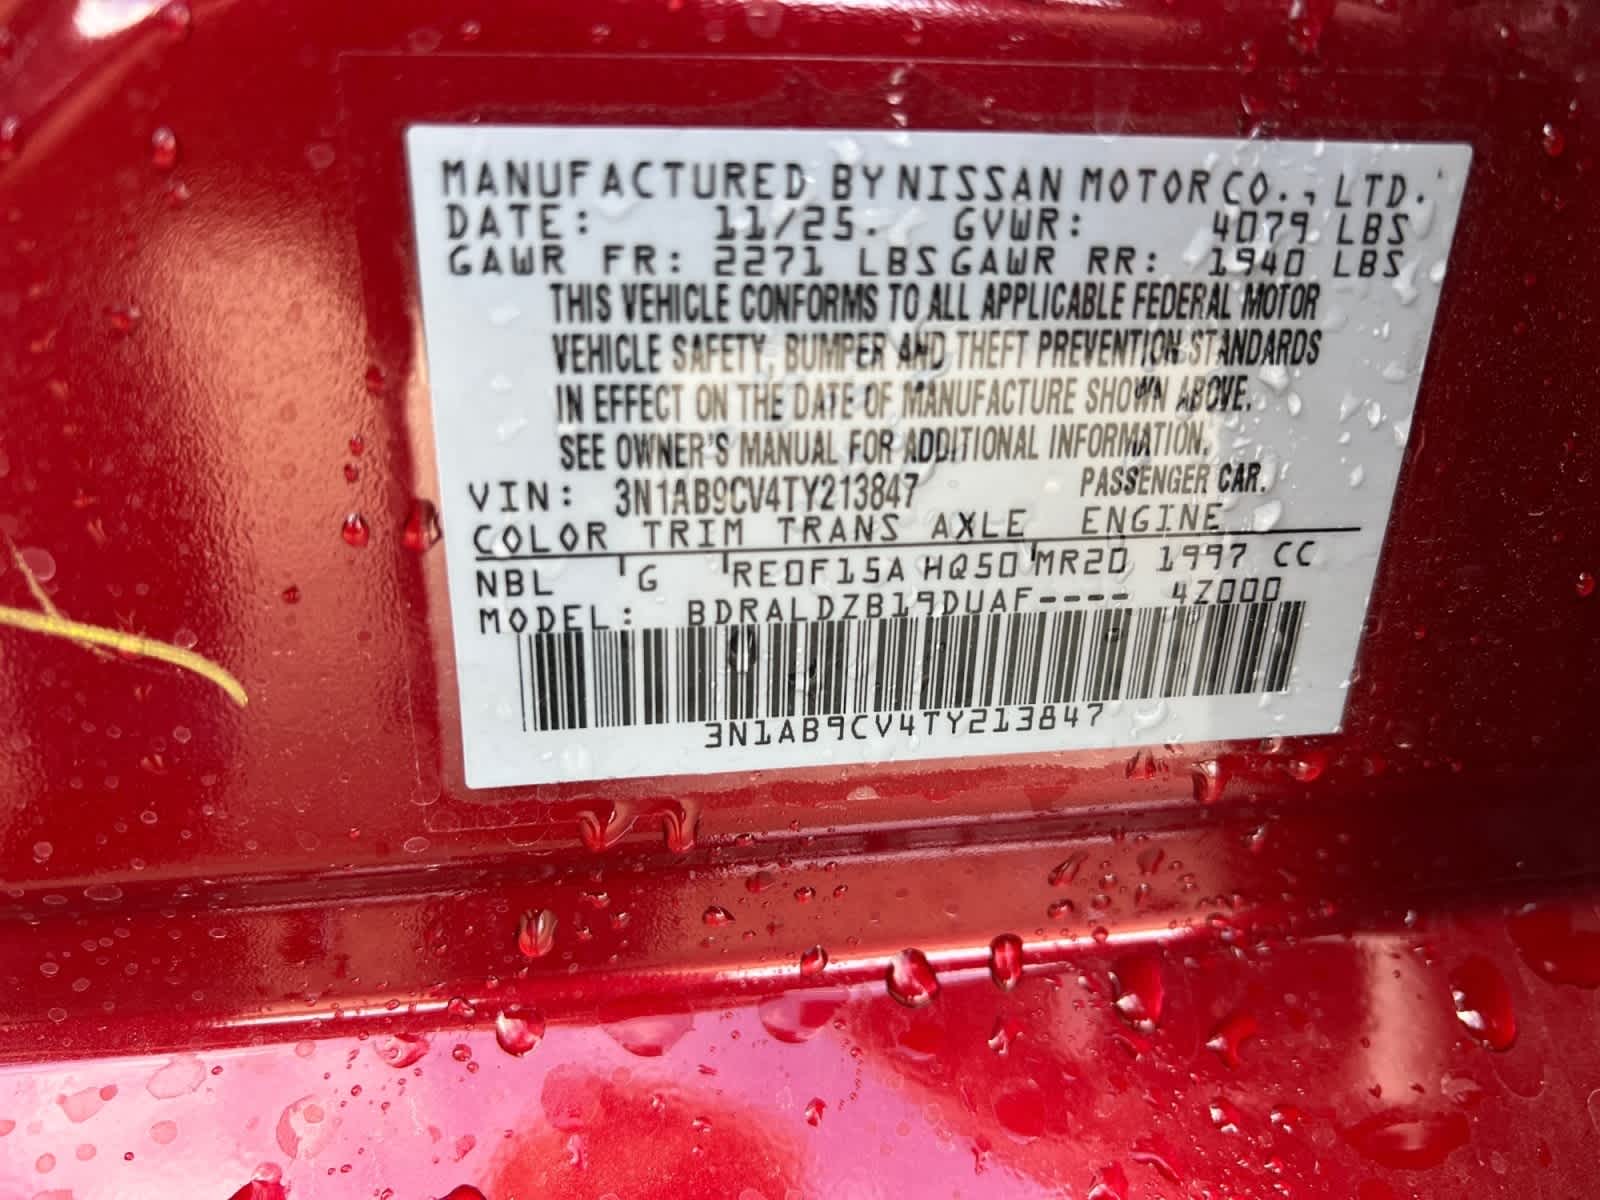 MANUFACTURED BY NISSAN MOTOR CO., LTD.
DATE: 11/25. GVWR: 4079 LBS
GAWR FR: 2271 LBS GAWR RR: 1940 LBS
THIS VEHICLE CONFORMS TO ALL APPLICABLE FEDERAL MOTOR
VEHICLE SAFETY, BUMPER AND THEFT PREVENTION STANDARDS
IN EFFECT ON THE DATE OF MANUFACTURE SHOWN ABOVE.
SEE OWNER'S MANUAL FOR ADDITIONAL INFORMATION.
VIN: 3N1AB9CV4TY213847 PASSENGER CAR.
COLOR TRIM TRANS AXLE ENGINE
NBL G RE0F15A HQ50 MR20 1997 CC
MODEL: BDRALDZB19DUAF---- 4Z000
3N1AB9CV4TY213847